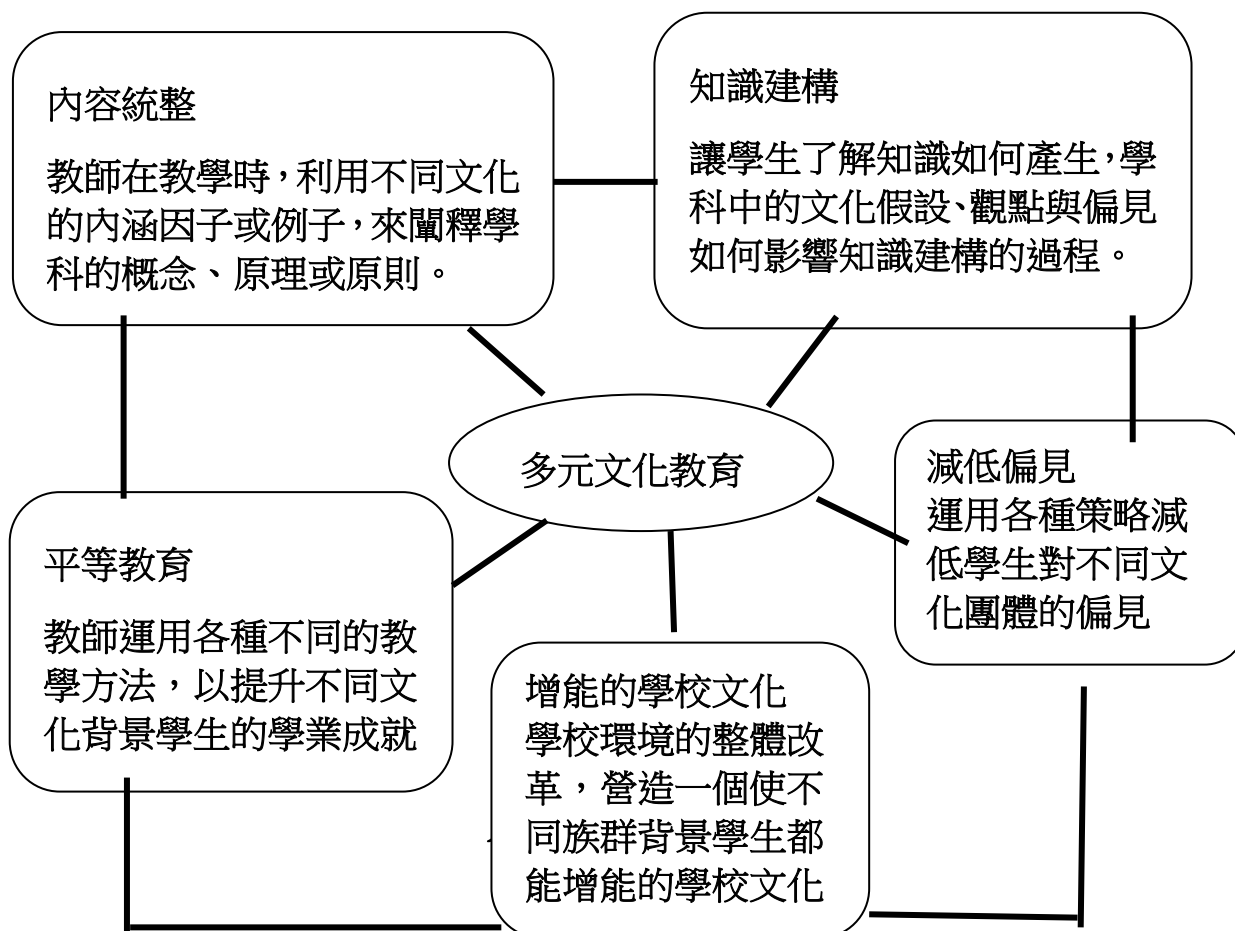 內容統整
教師在教學時，利用不同文化
的內涵因子或例子，來闡釋學
科的概念、原理或原則。
知識建構
讓學生了解知識如何產生，學
科中的文化假設、觀點與偏見
如何影響知識建構的過程。
多元文化教育
減低偏見
運用各種策略減
低學生對不同文
化團體的偏見
平等教育
教師運用各種不同的教
學方法，以提升不同文
化背景學生的學業成就
增能的學校文化
學校環境的整體改
革，營造一個使不
同族群背景學生都
能增能的學校文化